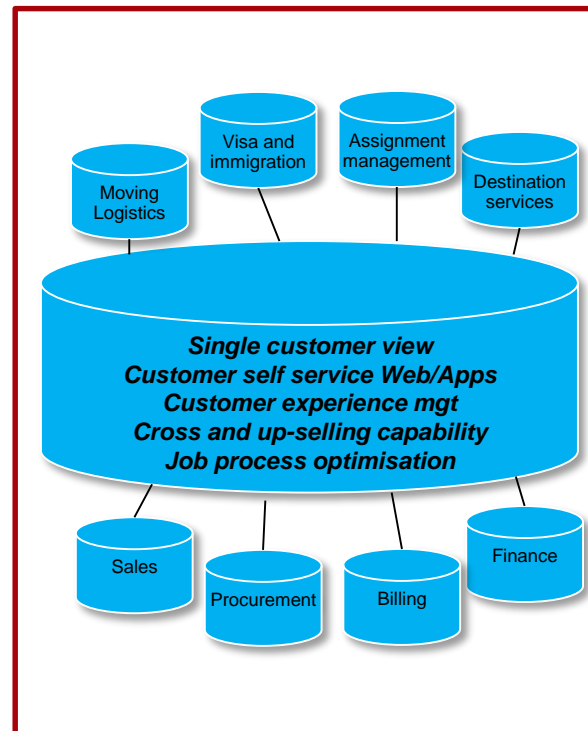 Visa and
immigration
Assignment
management
Moving
Logistics
Destination
services
Single customer view
Customer self service Web/Apps
Customer experience mgt
Cross and up-selling capability
Job process optimisation
Sales
Procurement
Billing
Finance